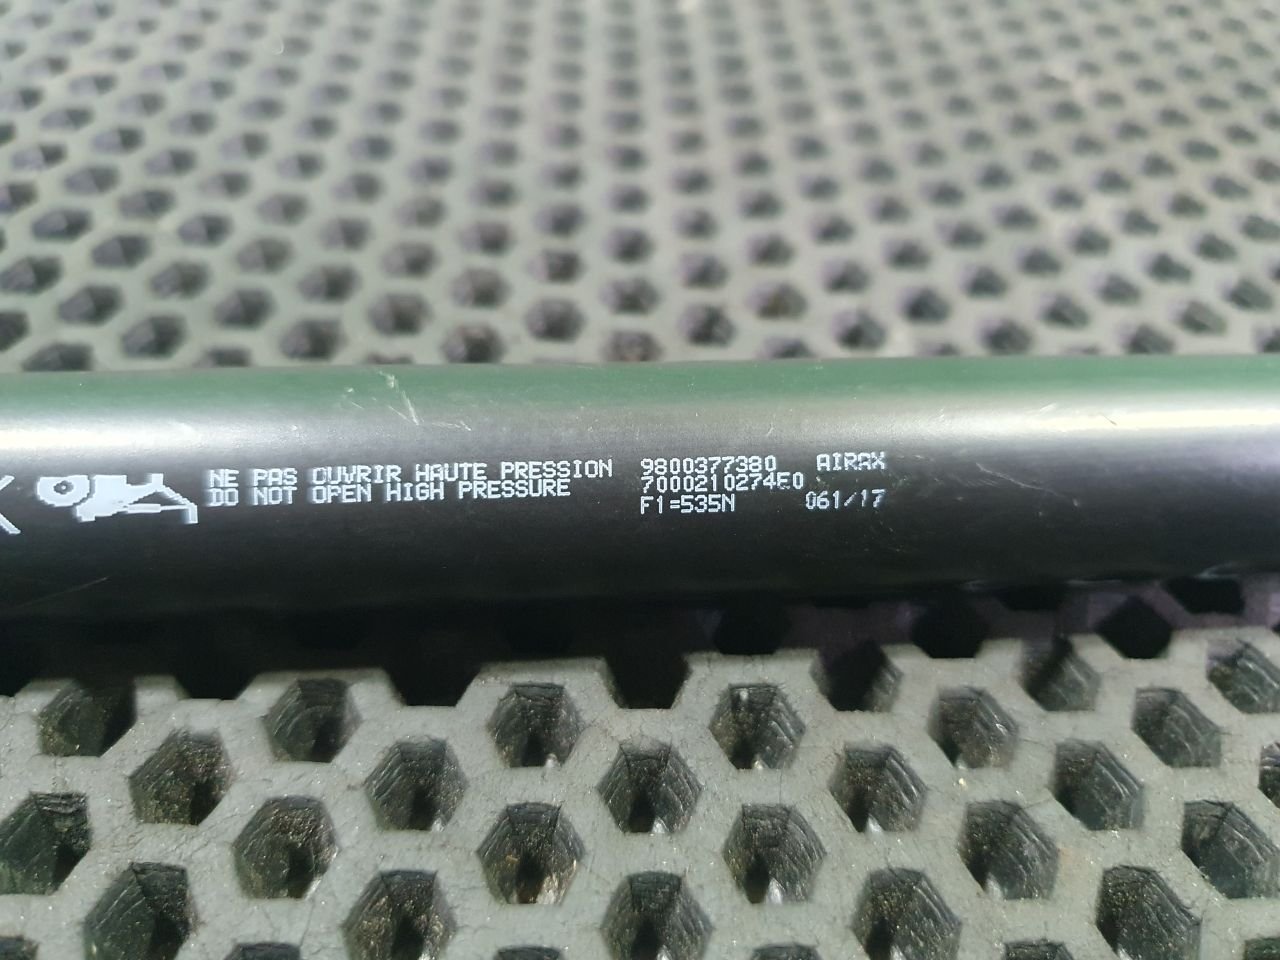 NE PAS OUVRIR HAUTE PRESSION
DO NOT OPEN HIGH PRESSURE
9800377380 AIRAX
7000210274E0
F1=535N 061/17